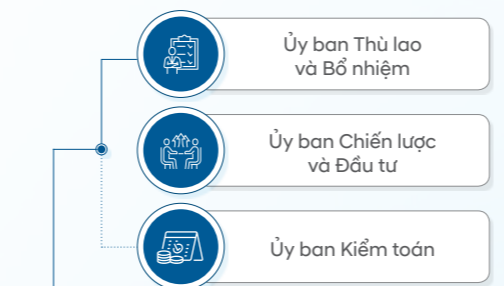 Ủy ban Thù lao
và Bổ nhiệm
Ủy ban Chiến lược
và Đầu tư
Ủy ban Kiểm toán